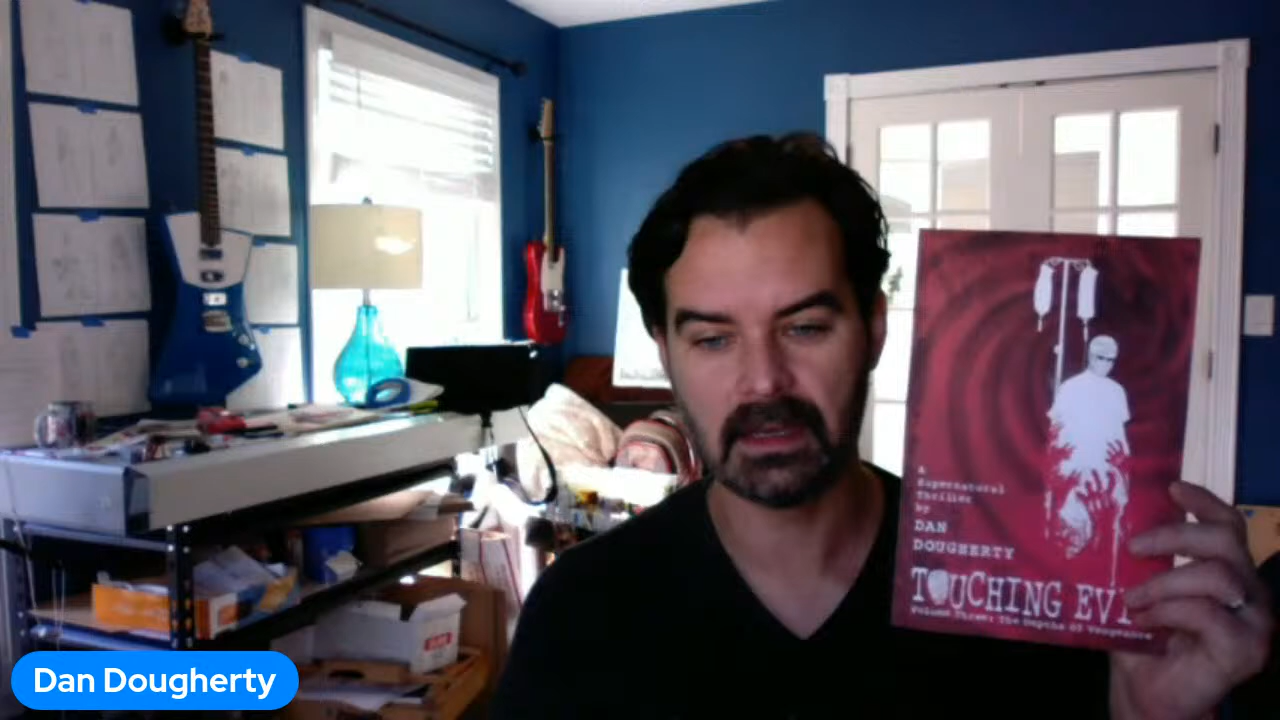 A
Supernatural
Thriller
by
DAN
DOUGHERTY
TOUCHING EVI
Volume Three: The Depths Of Vengeance
Dan Dougherty